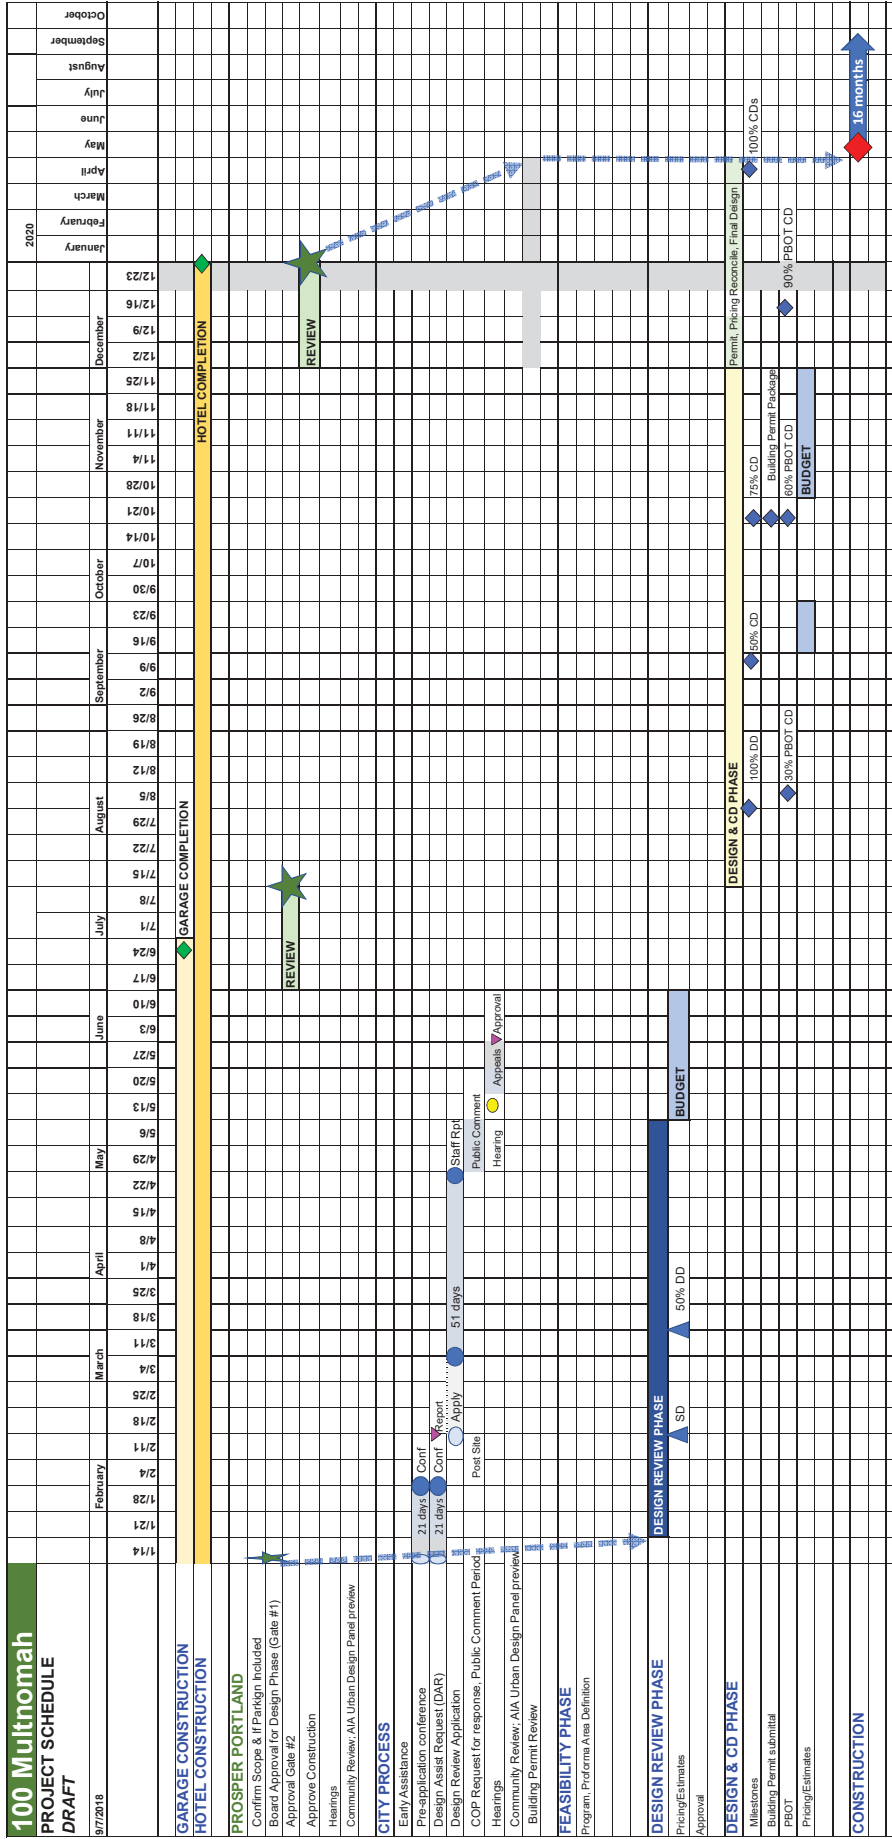 100 Multnomah
PROJECT SCHEDULE
DRAFT
2020
9/7/2018
February
March
April
May
June
July
August
September
October
November
December
January
February
March
April
May
June
July
August
September
October
1/14
1/21
1/28
2/4
2/11
2/18
2/25
3/4
3/11
3/18
3/25
4/1
4/8
4/15
4/22
4/29
5/6
5/13
5/20
5/27
6/3
6/10
6/17
6/24
7/1
7/8
7/15
7/22
7/29
8/5
8/12
8/19
8/26
9/2
9/9
9/16
9/23
9/30
10/7
10/14
10/21
10/28
11/4
11/11
11/18
11/25
12/2
12/9
12/16
12/23
GARAGE CONSTRUCTION
GARAGE COMPLETION
HOTEL CONSTRUCTION
HOTEL COMPLETION
PROSPER PORTLAND
Confirm Scope & If Parkign Included
Board Approval for Design Phase (Gate #1)
Approval Gate #2
REVIEW
Approve Construction
REVIEW
Hearings
Community Review; AIA Urban Design Panel preview
CITY PROCESS
Early Assistance
Pre-application conference
21 days
Conf
Design Assist Request (DAR)
21 days
Conf
Report
Design Review Application
Apply
51 days
Staff Rpt
COP Request for response, Public Comment Period
Post Site
Public Comment
Hearings
Hearing
Appeals
Approval
Community Review; AIA Urban Design Panel preview
Building Permit Review
FEASIBILITY PHASE
Program, Proforma Area Definition
DESIGN REVIEW PHASE
DESIGN REVIEW PHASE
Pricing/Estimates
SD
50% DD
BUDGET
Approval
DESIGN & CD PHASE
DESIGN & CD PHASE
Permit, Pricing Reconcile, Final Deisgn
Milestones
100% DD
50% CD
75% CD
100% CDs
Building Permit submittal
Building Permit Package
PBOT
30% PBOT CD
60% PBOT CD
90% PBOT CD
Pricing/Estimates
BUDGET
CONSTRUCTION
16 months